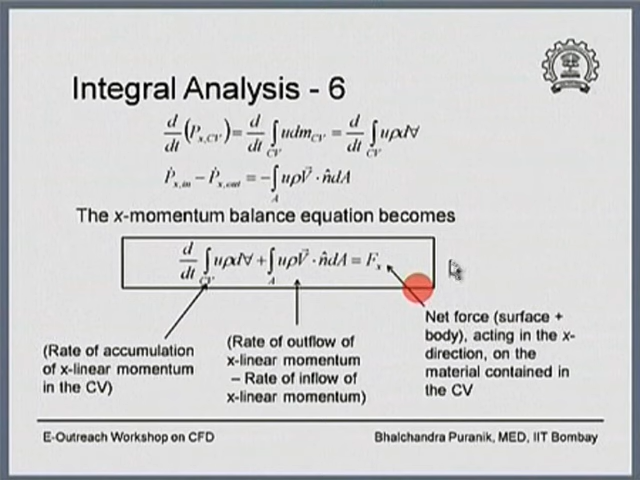 Integral Analysis - 6
d/dt (P_x,CV) = d/dt ∫_CV u dm_CV = d/dt ∫_CV uρd∀
Ṗ_x,in − Ṗ_x,out = −∫_A uρV⃗ · n̂dA
The x-momentum balance equation becomes
d/dt ∫_CV uρd∀ + ∫_A uρV⃗ · n̂dA = F_x
(Rate of accumulation
of x-linear momentum
in the CV)
(Rate of outflow of
x-linear momentum
– Rate of inflow of
x-linear momentum)
Net force (surface +
body), acting in the x-
direction, on the
material contained in
the CV
E-Outreach Workshop on CFD
Bhalchandra Puranik, MED, IIT Bombay